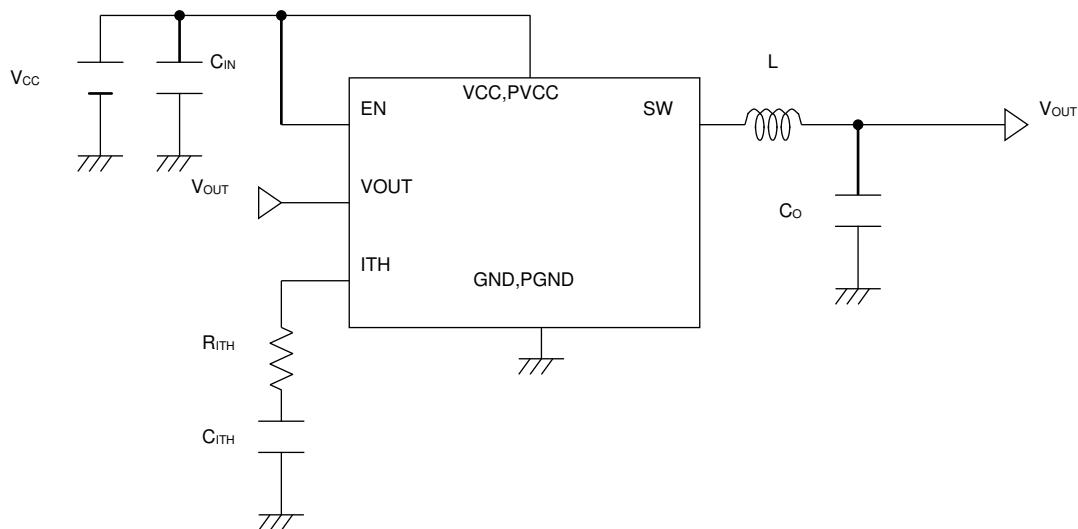 L
CIN
VCC
VCC,PVCC
EN
SW
VOUT
VOUT
VOUT
CO
ITH
GND,PGND
RITH
CITH